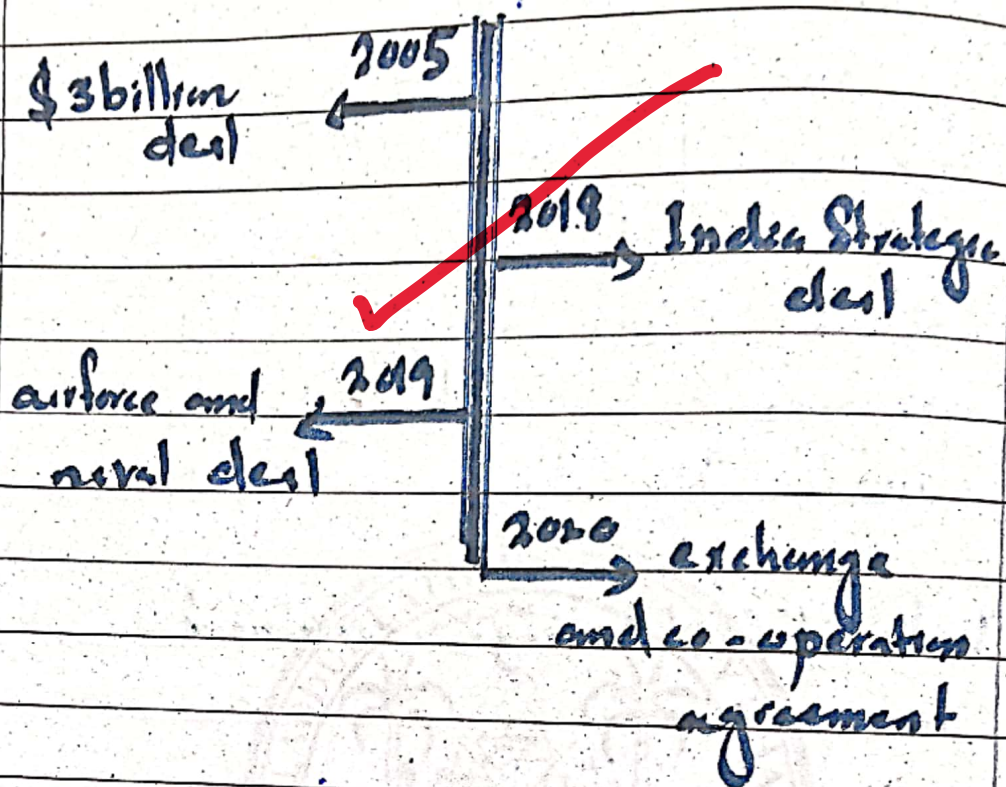 2005
$3billion
deal
2018
India Strategic
deal
2019
airforce and
naval deal
2020
exchange
and co-operation
agreement